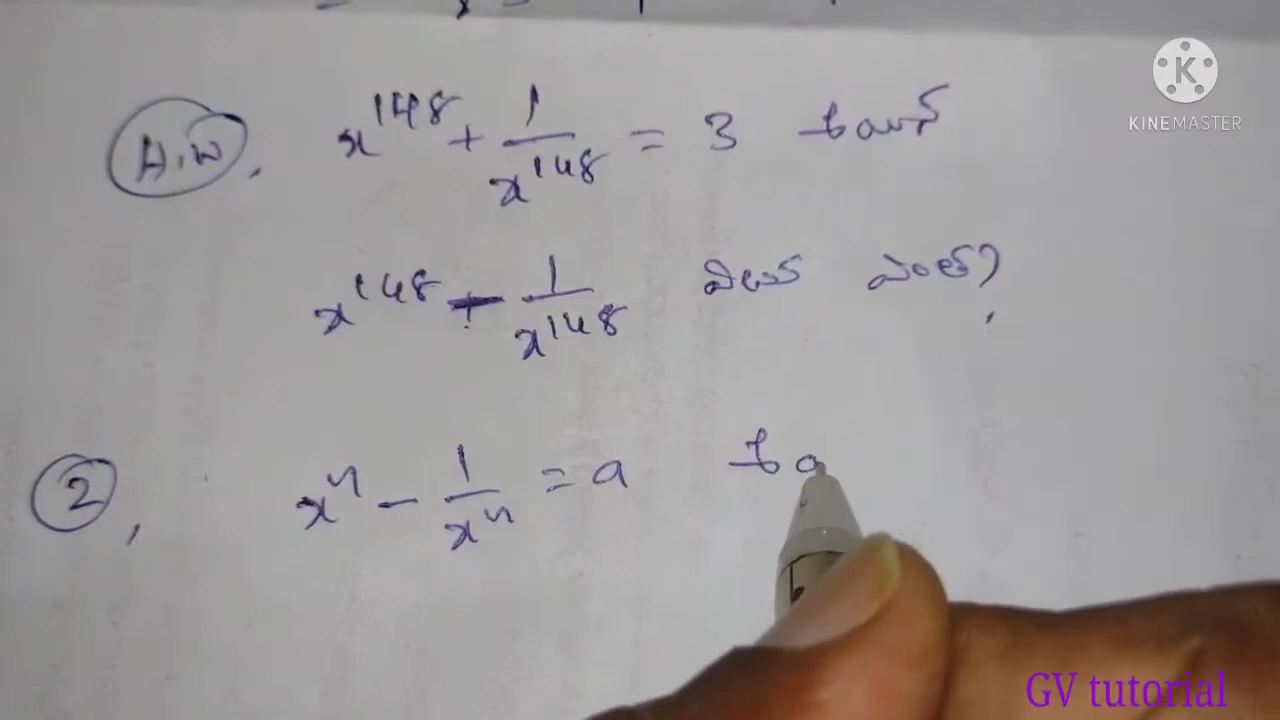 H.W. x¹⁴⁸ + 1/x¹⁴⁸ = 3 అయిన
x¹⁴⁸ - 1/x¹⁴⁸ విలువ ఎంత?
2, xⁿ - 1/xⁿ = a
KINEMASTER
GV tutorial